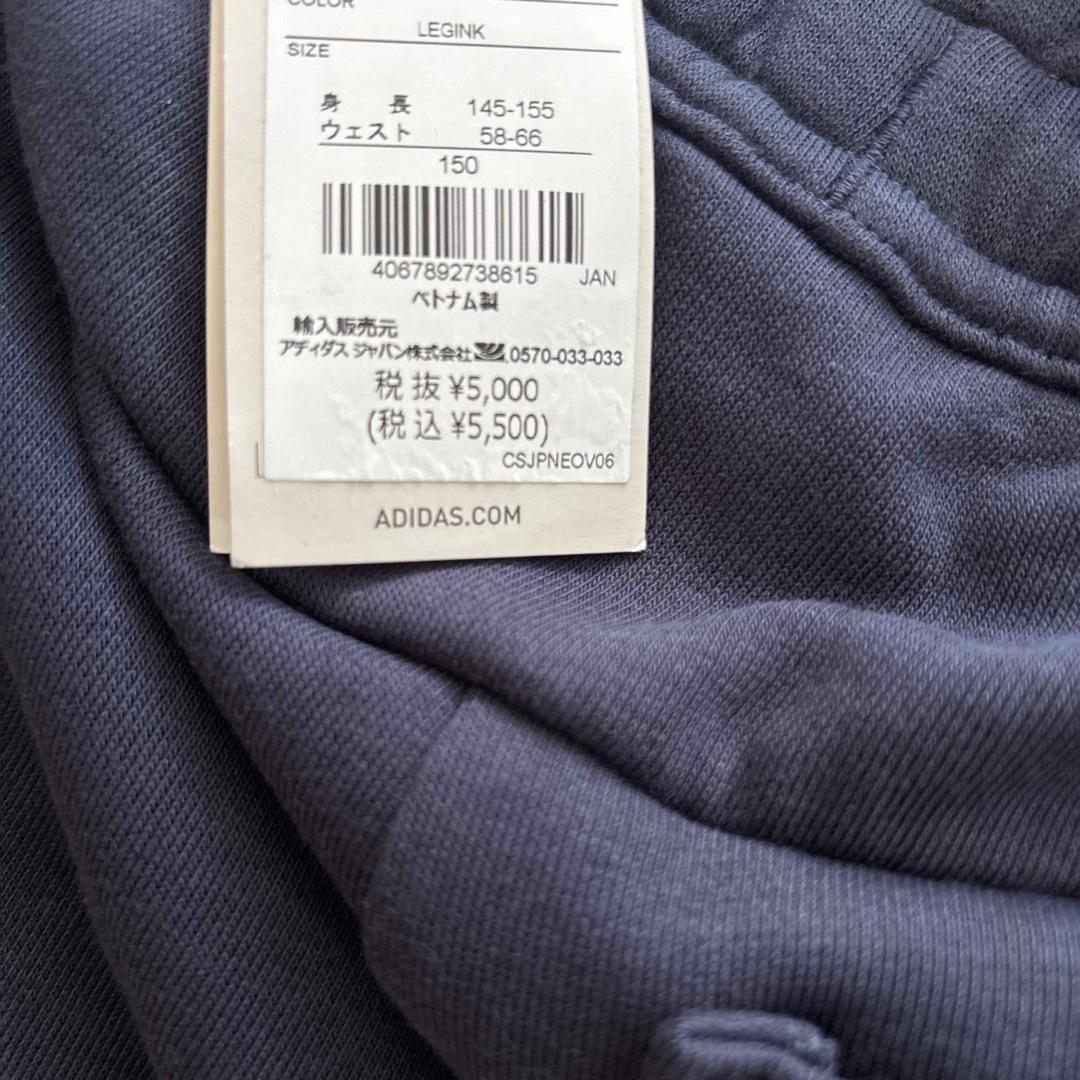 COLOR
LEGINK
SIZE
身 長 145-155
ウェスト 58-66
150
4067892738615 JAN
ベトナム製
輸入販売元
アディダス ジャパン株式会社 0570-033-033
税 抜 ¥5,000
(税 込 ¥5,500)
CSJPNEOV06
ADIDAS.COM